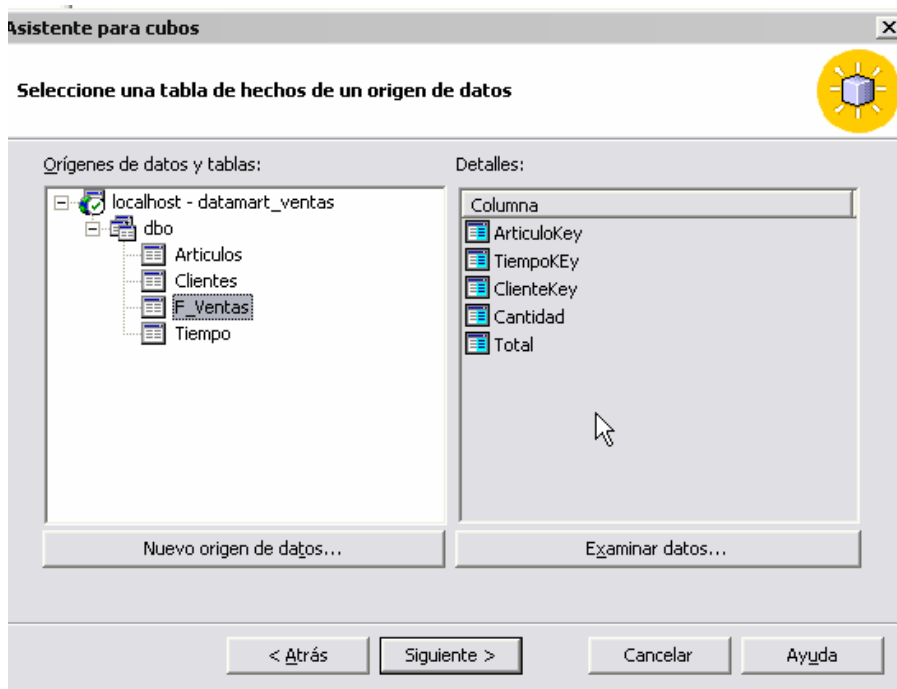 Asistente para cubos
Seleccione una tabla de hechos de un origen de datos
Orígenes de datos y tablas:
localhost - datamart_ventas
dbo
Articulos
Clientes
F_Ventas
Tiempo
Nuevo origen de datos...
Detalles:
Columna
ArticuloKey
TiempoKEy
ClienteKey
Cantidad
Total
Examinar datos...
< Atrás
Siguiente >
Cancelar
Ayuda